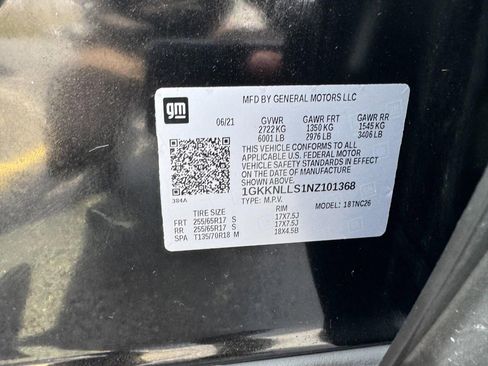 gm
MFD BY GENERAL MOTORS LLC
06/21 GVWR GAWR FRT GAWR RR
2722 KG 1350 KG 1545 KG
6001 LB 2976 LB 3406 LB
THIS VEHICLE CONFORMS TO ALL
APPLICABLE U.S. FEDERAL MOTOR
VEHICLE SAFETY STANDARDS IN EFFECT
ON THE DATE OF MANUFACTURE
SHOWN ABOVE.
1GKKNLLS1NZ101368
384A TYPE: M.P.V. MODEL: 18TNC26
TIRE SIZE RIM
FRT 255/65R17 S 17X7.5J
RR 255/65R17 S 17X7.5J
SPA T135/70R18 M 18X4.5B